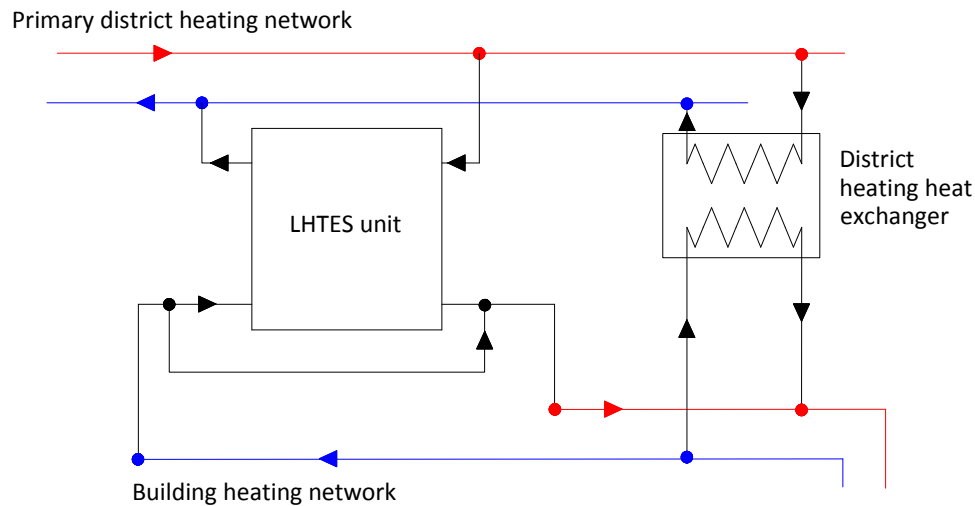 Primary district heating network
LHTES unit
District
heating heat
exchanger
Building heating network